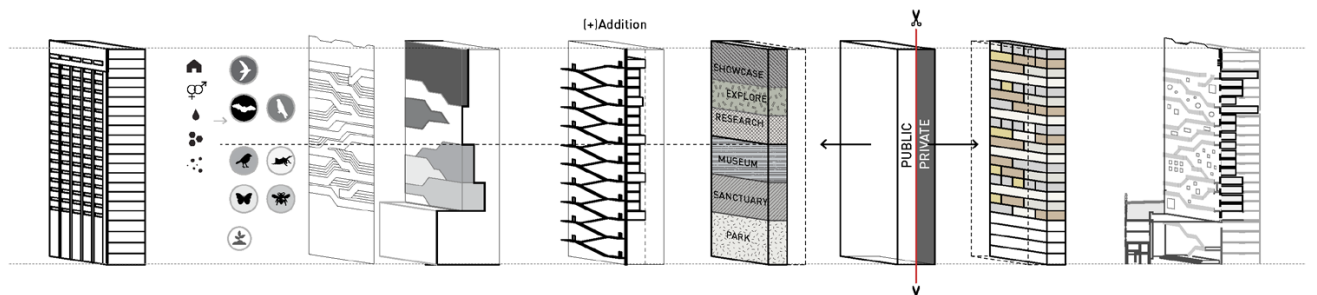 (+)Addition
SHOWCASE
EXPLORE
RESEARCH
MUSEUM
SANCTUARY
PARK
PUBLIC
PRIVATE